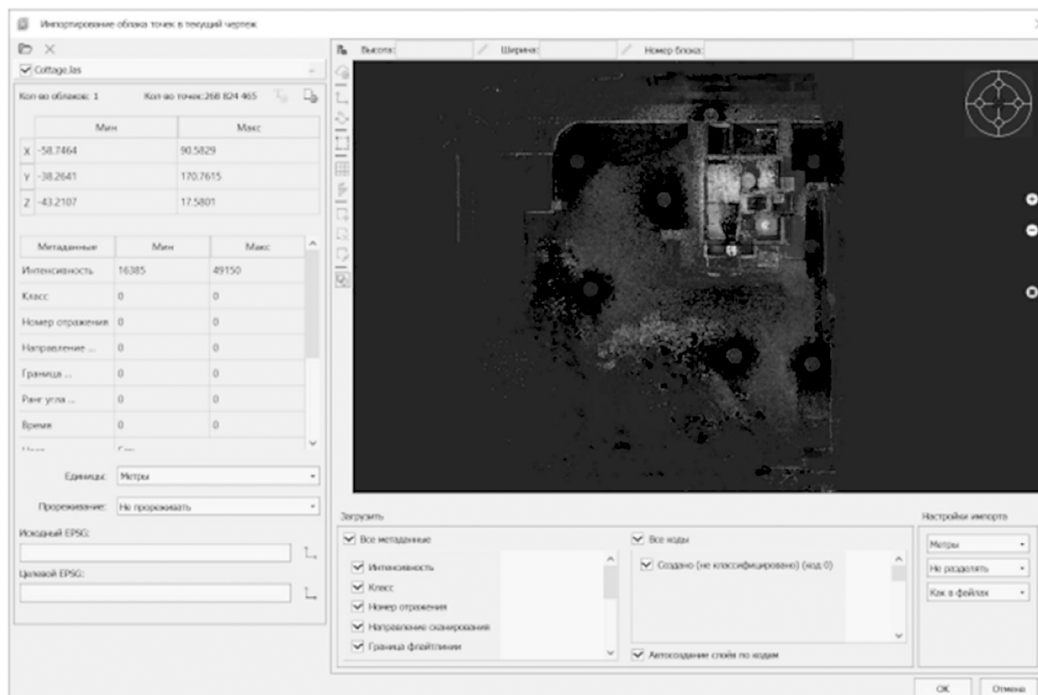 Импортирование облака точек в текущий чертеж
Cottage.las
Кол-во облаков: 1 Кол-во точек:268 824 465
Мин Макс
X -58.7464 90.5829
Y -38.2641 170.7615
Z -43.2107 17.5801
Метаданные Мин Макс
Интенсивность 16385 49150
Класс 0 0
Номер отражения 0 0
Направление ... 0 0
Граница ... 0 0
Ранг угла ... 0 0
Время 0 0
Единицы: Метры
Прореживание: Не прореживать
Исходный EPSG:
Целевой EPSG:
Высота: Ширина: Номер блока:
Загрузить
Все метаданные
Интенсивность
Класс
Номер отражения
Направление сканирования
Граница флайтлинии
Все коды
Создано (не классифицировано) (код 0)
Автосоздание слоёв по кодам
Настройки импорта
Метры
Не разделять
Как в файлах
OK Отмена